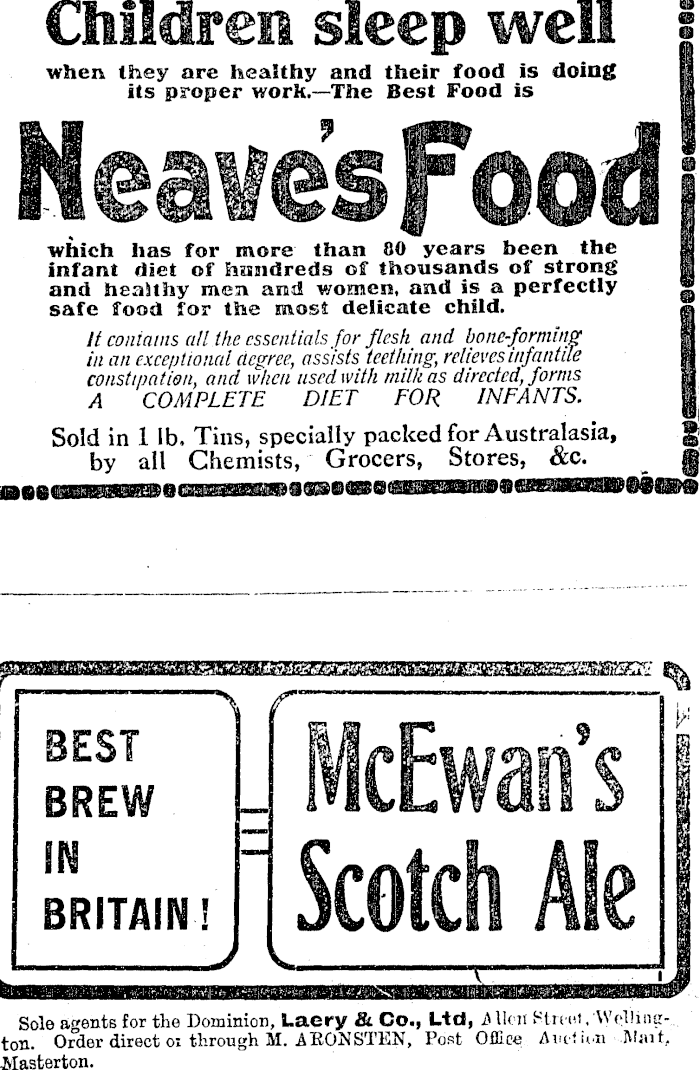 Children sleep well
when they are healthy and their food is doing
its proper work.—The Best Food is
Neave's Food
which has for more than 80 years been the
infant diet of hundreds of thousands of strong
and healthy men and women, and is a perfectly
safe food for the most delicate child.
It contains all the essentials for flesh and bone-forming
in an exceptional degree, assists teething, relieves infantile
constipation, and when used with milk as directed, forms
A COMPLETE DIET FOR INFANTS.
Sold in 1 lb. Tins, specially packed for Australasia,
by all Chemists, Grocers, Stores, &c.
BEST
BREW
IN
BRITAIN!
McEwan's
Scotch Ale
Sole agents for the Dominion, Laery & Co., Ltd, Allen Street, Welling-
ton. Order direct or through M. ARONSTEN, Post Office Auction Mart,
Masterton.